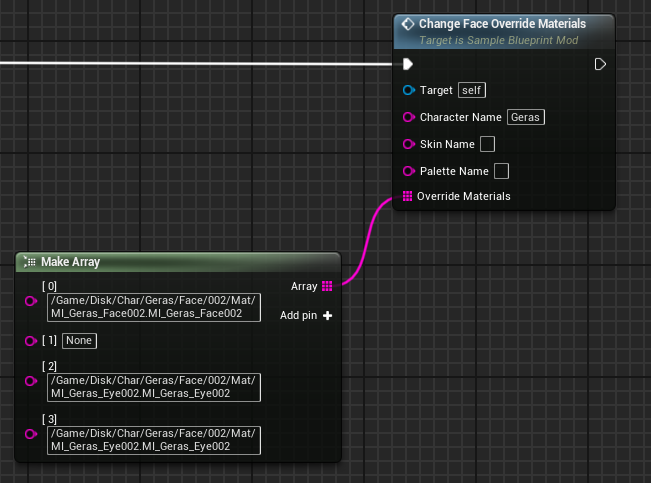 Change Face Override Materials
Target is Sample Blueprint Mod
Target self
Character Name Geras
Skin Name
Palette Name
Override Materials
Make Array
[ 0] Array
/Game/Disk/Char/Geras/Face/002/Mat/
MI_Geras_Face002.MI_Geras_Face002
Add pin
[ 1] None
[ 2]
/Game/Disk/Char/Geras/Face/002/Mat/
MI_Geras_Eye002.MI_Geras_Eye002
[ 3]
/Game/Disk/Char/Geras/Face/002/Mat/
MI_Geras_Eye002.MI_Geras_Eye002